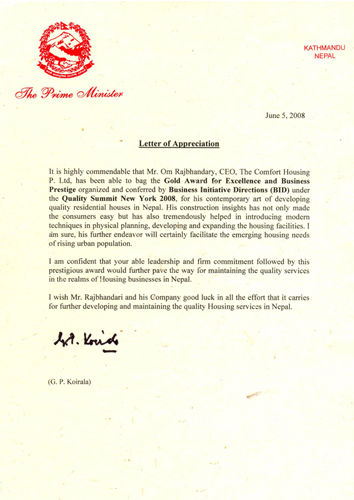 KATHMANDU
NEPAL
The Prime Minister
June 5, 2008
Letter of Appreciation
It is highly commendable that Mr. Om Rajbhandary, CEO, The Comfort Housing
P. Ltd, has been able to bag the Gold Award for Excellence and Business
Prestige organized and conferred by Business Initiative Directions (BID) under
the Quality Summit New York 2008, for his contemporary art of developing
quality residential houses in Nepal. His construction insights has not only made
the consumers easy but has also tremendously helped in introducing modern
techniques in physical planning, developing and expanding the housing facilities. I
am sure, his further endeavor will certainly facilitate the emerging housing needs
of rising urban population.
I am confident that your able leadership and firm commitment followed by this
prestigious award would further pave the way for maintaining the quality services
in the realms of Housing businesses in Nepal.
I wish Mr. Rajbhandari and his Company good luck in all the effort that it carries
for further developing and maintaining the quality Housing services in Nepal.
(G. P. Koirala)